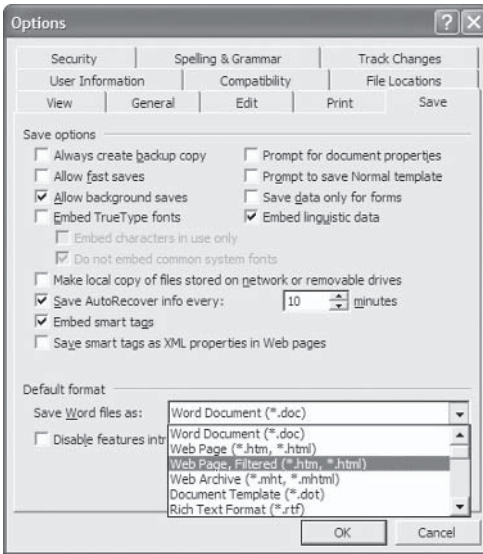 Options
Security Spelling & Grammar Track Changes
User Information Compatibility File Locations
View General Edit Print Save
Save options
Always create backup copy Prompt for document properties
Allow fast saves Prompt to save Normal template
Allow background saves Save data only for forms
Embed TrueType fonts Embed linguistic data
Embed characters in use only
Do not embed common system fonts
Make local copy of files stored on network or removable drives
Save AutoRecover info every: 10 minutes
Embed smart tags
Save smart tags as XML properties in Web pages
Default format
Save Word files as: Word Document (*.doc)
Disable features intr
Word Document (*.doc)
Web Page (*.htm, *.html)
Web Page, Filtered (*.htm, *.html)
Web Archive (*.mht, *.mhtml)
Document Template (*.dot)
Rich Text Format (*.rtf)
OK Cancel